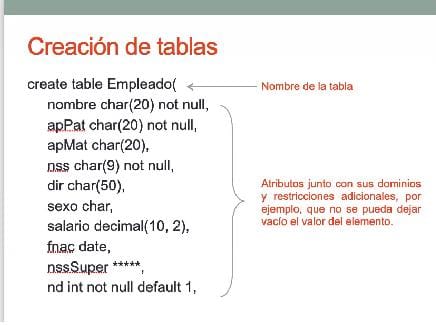 Creación de tablas
create table Empleado(
Nombre de la tabla
nombre char(20) not null,
apPat char(20) not null,
apMat char(20),
nss char(9) not null,
dir char(50),
sexo char,
salario decimal(10, 2),
fnac date,
nssSuper *****,
nd int not null default 1,
Atributos junto con sus dominios
y restricciones adicionales, por
ejemplo, que no se pueda dejar
vacío el valor del elemento.